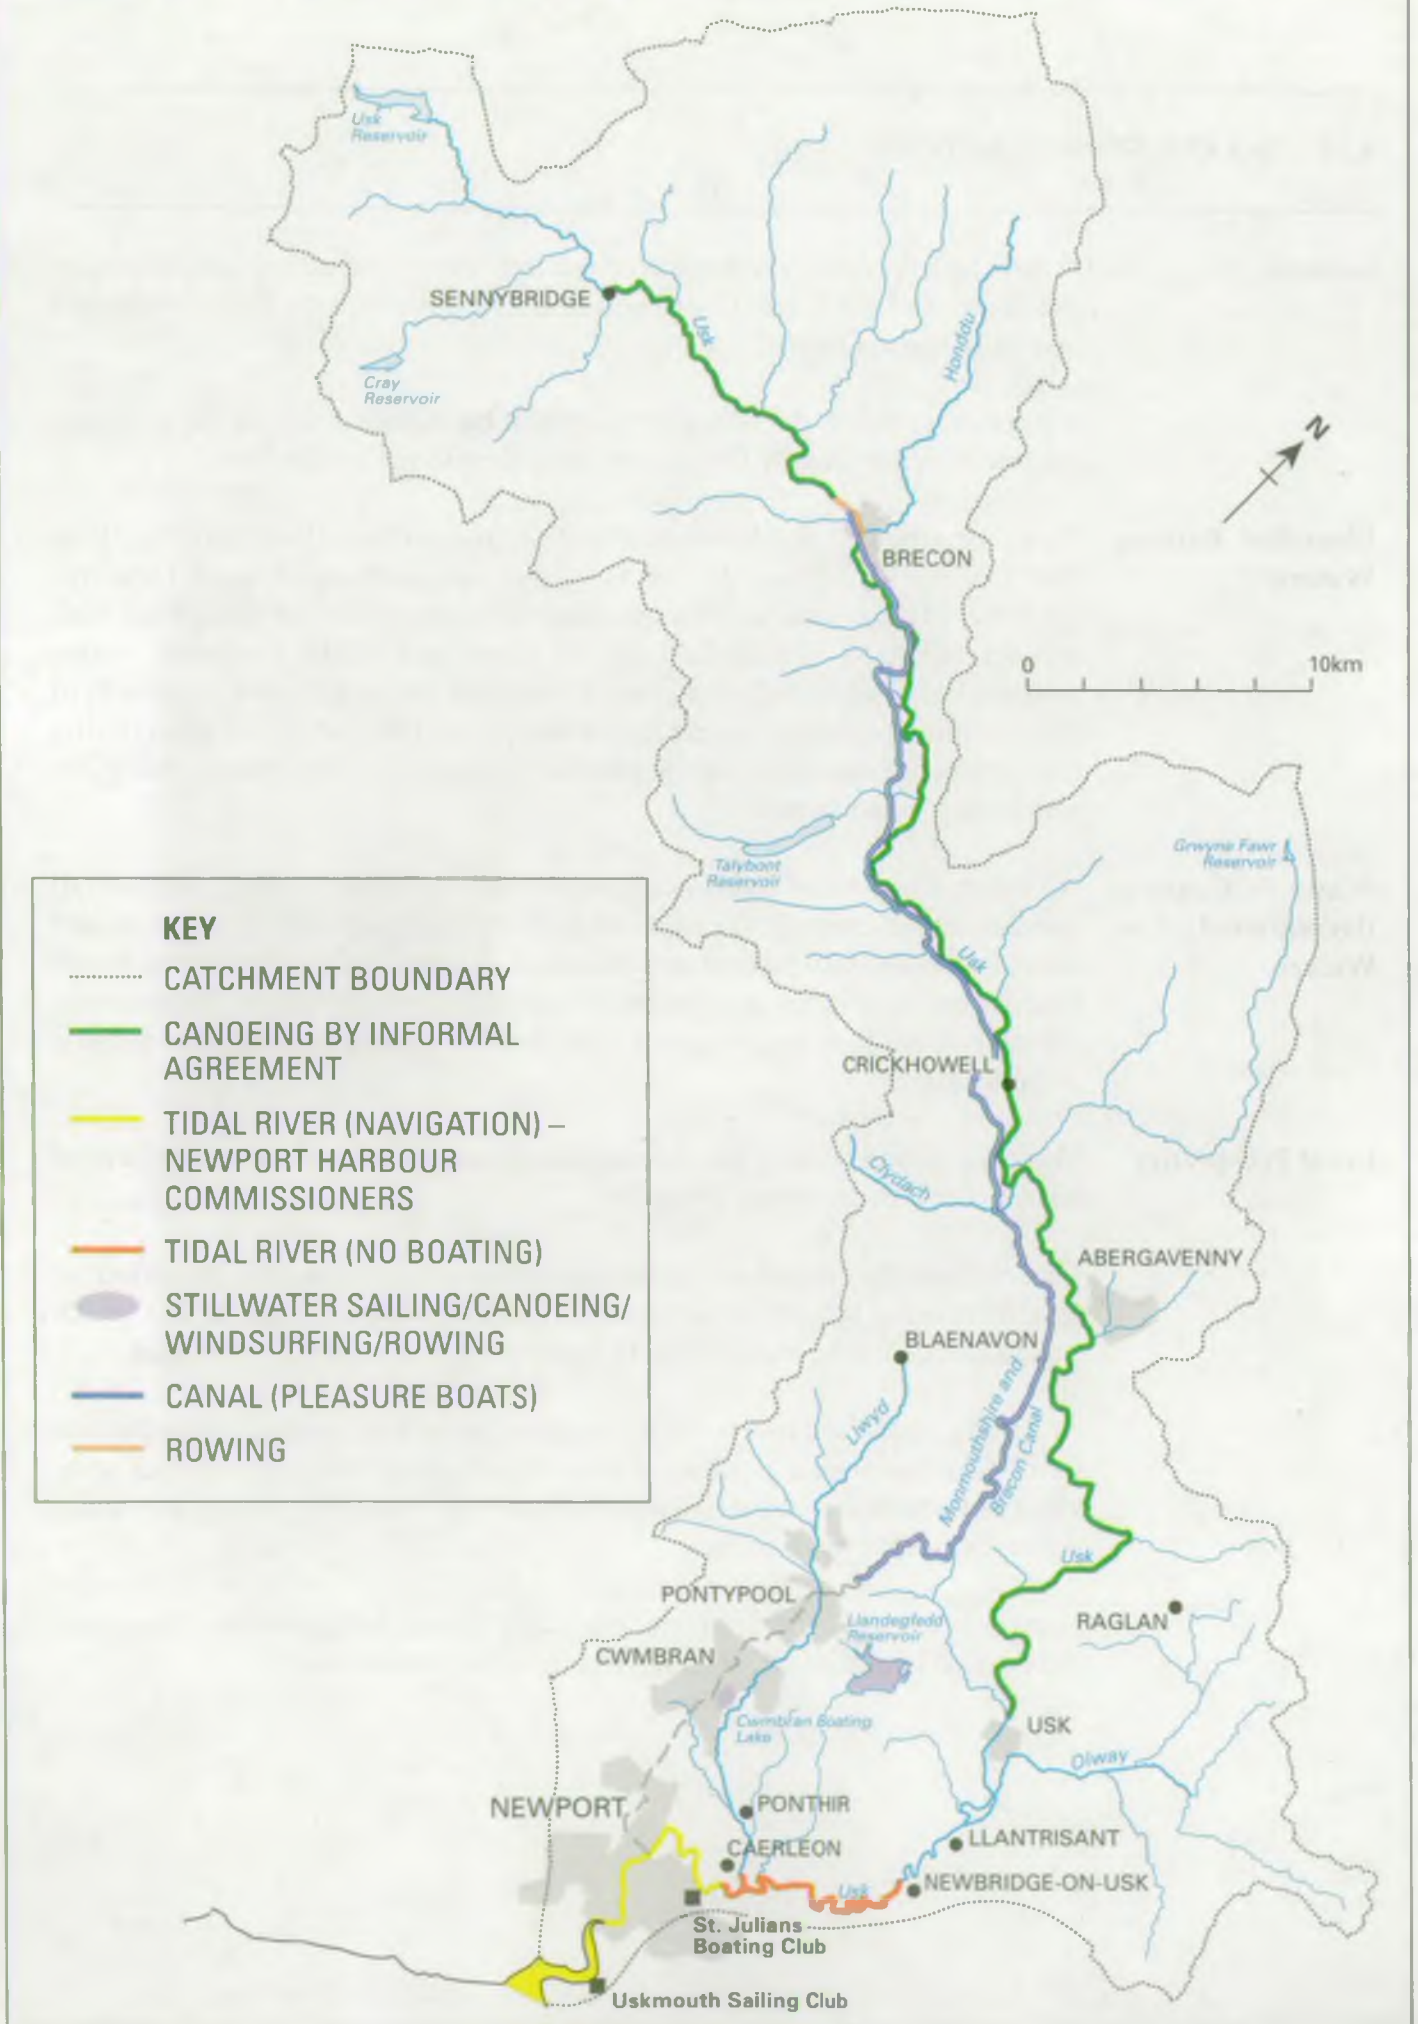 Usk
Reservoir
SENNYBRIDGE
Usk
Honddu
Cray
Reservoir
N
BRECON
0 10km
Talybont
Reservoir
Grwyne Fawr
Reservoir
KEY
CATCHMENT BOUNDARY
CANOEING BY INFORMAL
AGREEMENT
TIDAL RIVER (NAVIGATION) –
NEWPORT HARBOUR
COMMISSIONERS
TIDAL RIVER (NO BOATING)
STILLWATER SAILING/CANOEING/
WINDSURFING/ROWING
CANAL (PLEASURE BOATS)
ROWING
Usk
CRICKHOWELL
Clydach
ABERGAVENNY
BLAENAVON
Llwyd
Monmouthshire and
Brecon Canal
Usk
PONTYPOOL
Llandegfedd
Reservoir
RAGLAN
CWMBRAN
Cwmbran Boating
Lake
USK
Olway
NEWPORT
PONTHIR
CAERLEON
LLANTRISANT
Usk
NEWBRIDGE-ON-USK
St. Julians
Boating Club
Uskmouth Sailing Club